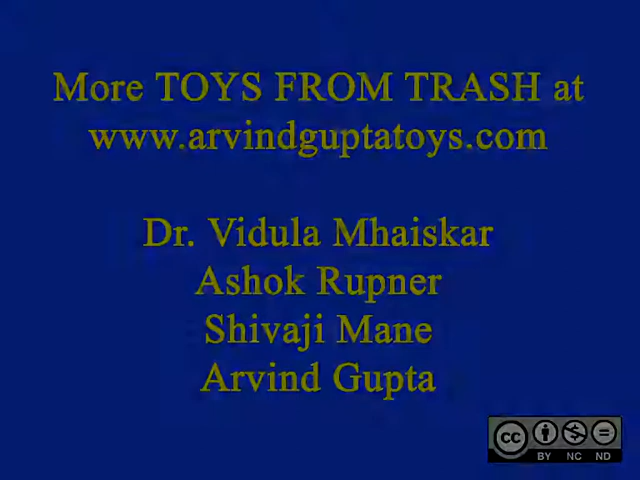 More TOYS FROM TRASH at
www.arvindguptatoys.com
Dr. Vidula Mhaiskar
Ashok Rupner
Shivaji Mane
Arvind Gupta
cc
BY NC ND